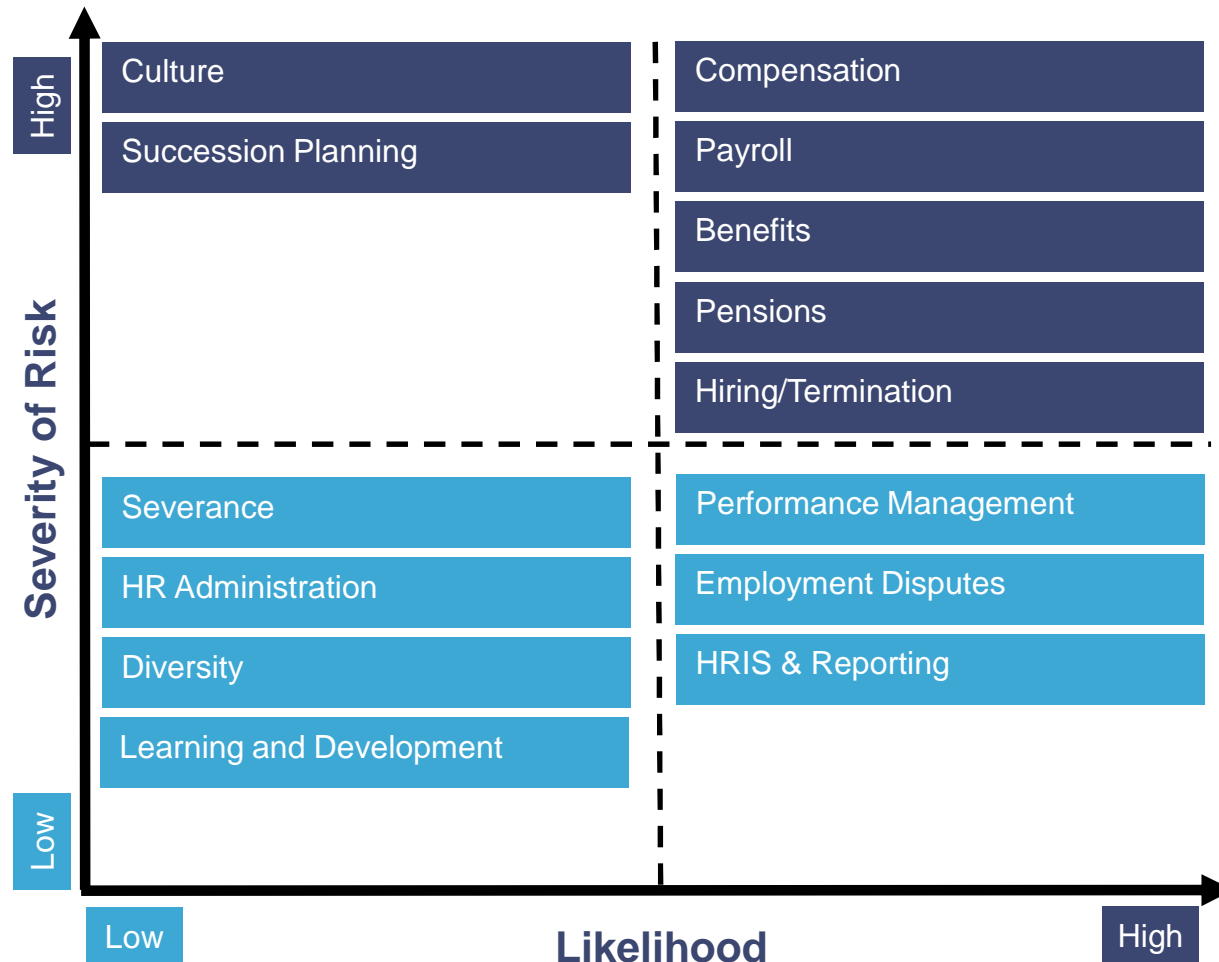 High
Culture
Succession Planning
Compensation
Payroll
Benefits
Pensions
Hiring/Termination
Severity of Risk
Severance
HR Administration
Diversity
Learning and Development
Performance Management
Employment Disputes
HRIS & Reporting
Low
Low
Likelihood
High